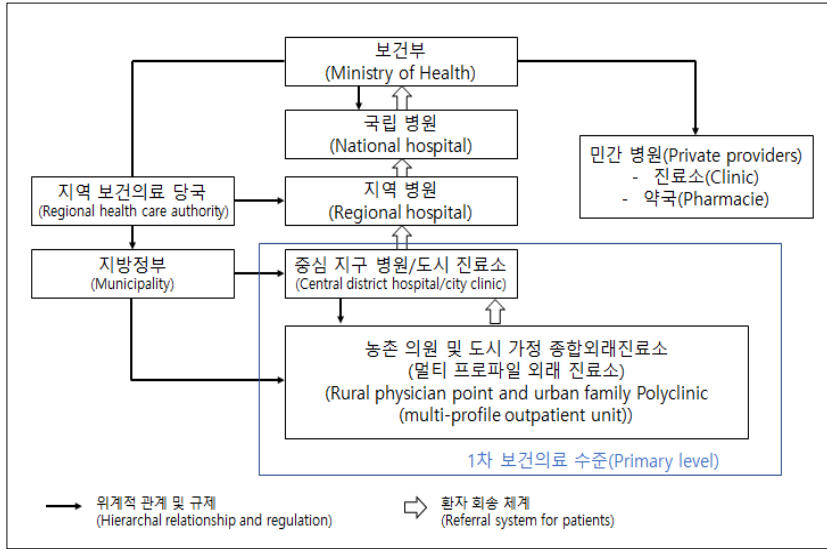 보건부
(Ministry of Health)
국립 병원
(National hospital)
민간 병원(Private providers)
- 진료소(Clinic)
- 약국(Pharmacie)
지역 보건의료 당국
(Regional health care authority)
지역 병원
(Regional hospital)
지방정부
(Municipality)
중심 지구 병원/도시 진료소
(Central district hospital/city clinic)
농촌 의원 및 도시 가정 종합외래진료소
(멀티 프로파일 외래 진료소)
(Rural physician point and urban family Polyclinic
(multi-profile outpatient unit))
1차 보건의료 수준(Primary level)
위계적 관계 및 규제
(Hierarchal relationship and regulation)
환자 회송 체계
(Referral system for patients)